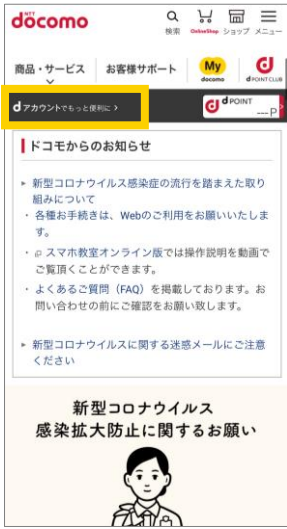 NTT
döcomo
検索 OnlineShop ショップ メニュー
商品・サービス お客様サポート My docomo d POINT CLUB
dアカウントでもっと便利に > d POINT ---P
ドコモからのお知らせ
新型コロナウイルス感染症の流行を踏まえた取り
組みについて
・ 各種お手続きは、Webのご利用をお願いいたしま
す。
・ スマホ教室オンライン版では操作説明を動画で
ご覧頂くことができます。
・ よくあるご質問（FAQ）を掲載しております。お
問い合わせの前にご確認をお願い致します。
新型コロナウイルスに関する迷惑メールにご注意
ください
新型コロナウイルス
感染拡大防止に関するお願い